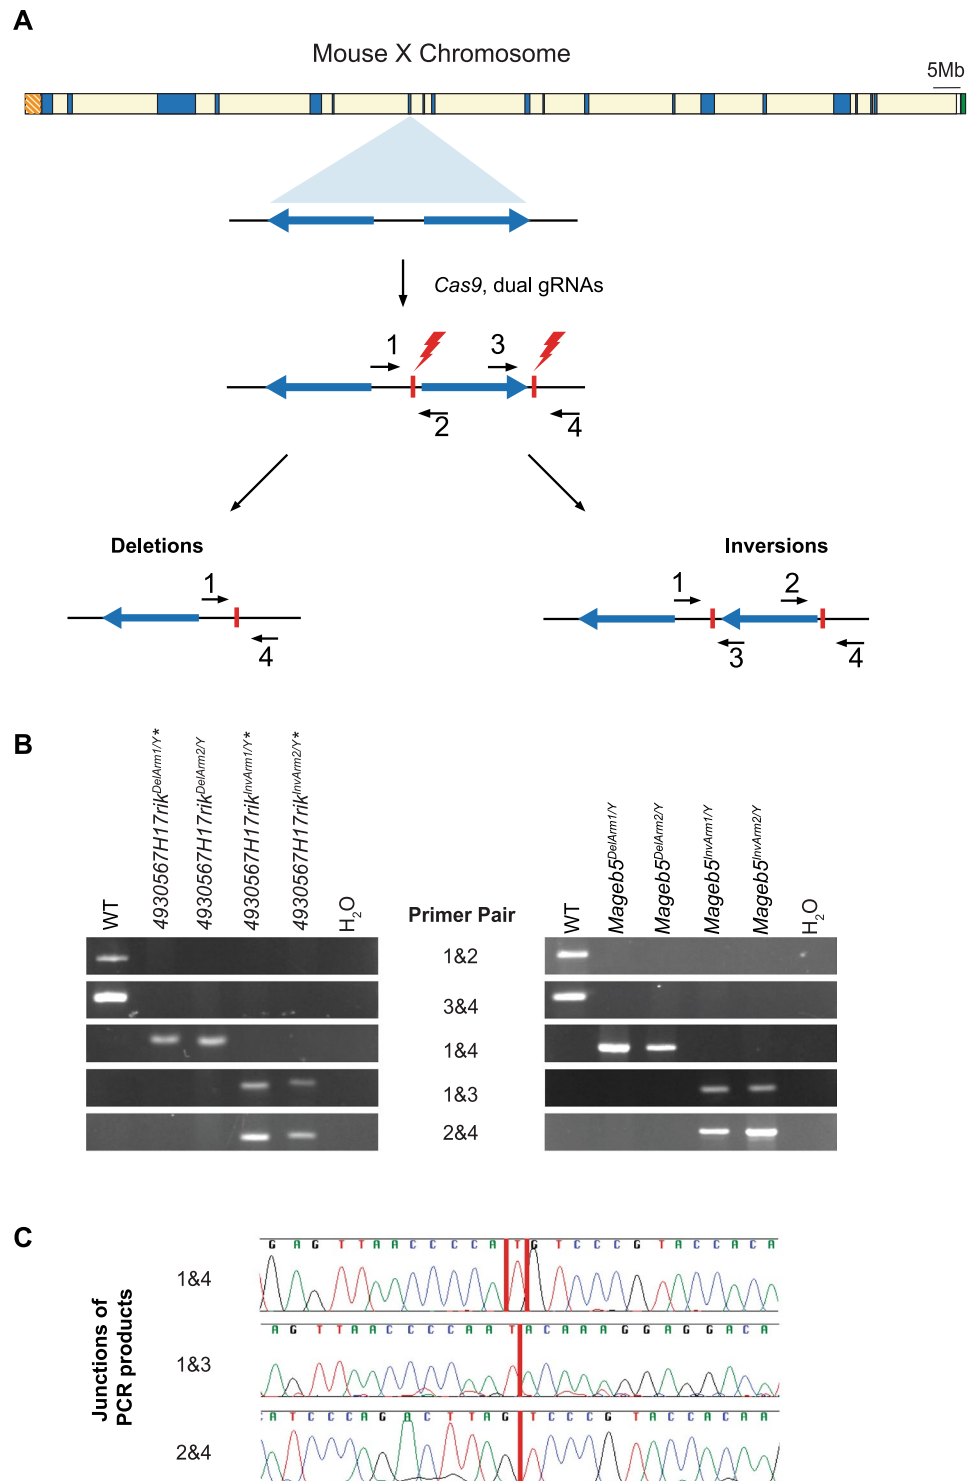 A
Mouse X Chromosome
5Mb
Cas9, dual gRNAs
1
3
2
4
Deletions
Inversions
1
4
1
2
3
4
B
WT
4930567H17rik^DelArm1/Y*
4930567H17rik^DelArm2/Y
4930567H17rik^InvArm1/Y*
4930567H17rik^InvArm2/Y*
H₂O
Primer Pair
WT
Mageb5^DelArm1/Y
Mageb5^DelArm2/Y
Mageb5^InvArm1/Y
Mageb5^InvArm2/Y
H₂O
1&2
3&4
1&4
1&3
2&4
C
Junctions of
PCR products
1&4
G A G T T A A C C C C A T G T C C C G T A C C A C A
1&3
A G T T A A C C C C A A T A C A A A G G A G G A C A
2&4
A T C C C A G A C T T A G T C C C G T A C C A C A A